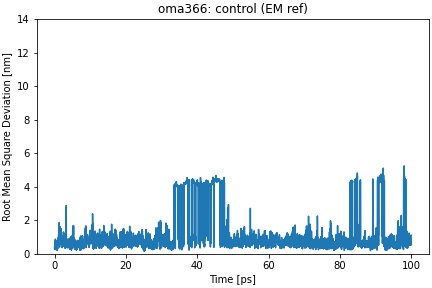 oma366: control (EM ref)
Root Mean Square Deviation [nm]
14
12
10
8
6
4
2
0
0 20 40 60 80 100
Time [ps]